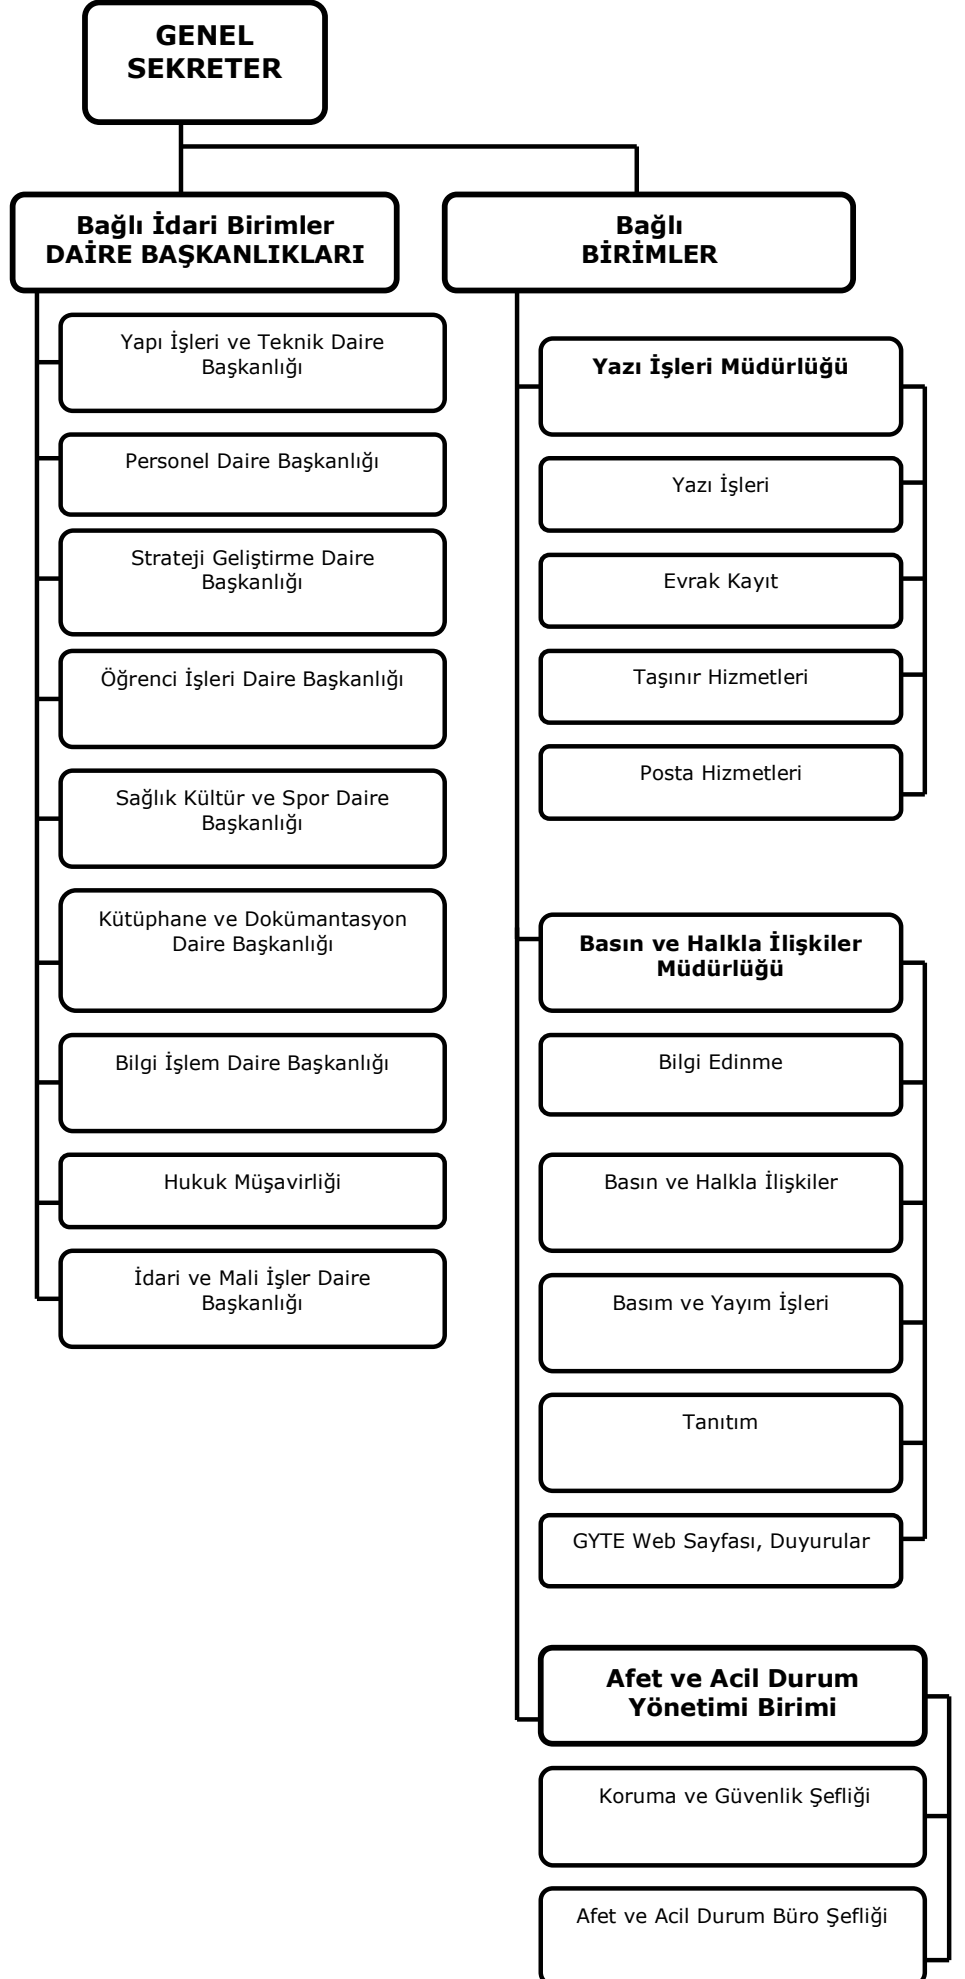 GENEL
SEKRETER
Bağlı İdari Birimler
DAİRE BAŞKANLIKLARI
Yapı İşleri ve Teknik Daire
Başkanlığı
Personel Daire Başkanlığı
Strateji Geliştirme Daire
Başkanlığı
Öğrenci İşleri Daire Başkanlığı
Sağlık Kültür ve Spor Daire
Başkanlığı
Kütüphane ve Dokümantasyon
Daire Başkanlığı
Bilgi İşlem Daire Başkanlığı
Hukuk Müşavirliği
İdari ve Mali İşler Daire
Başkanlığı
Bağlı
BİRİMLER
Yazı İşleri Müdürlüğü
Yazı İşleri
Evrak Kayıt
Taşınır Hizmetleri
Posta Hizmetleri
Basın ve Halkla İlişkiler
Müdürlüğü
Bilgi Edinme
Basın ve Halkla İlişkiler
Basım ve Yayım İşleri
Tanıtım
GYTE Web Sayfası, Duyurular
Afet ve Acil Durum
Yönetimi Birimi
Koruma ve Güvenlik Şefliği
Afet ve Acil Durum Büro Şefliği